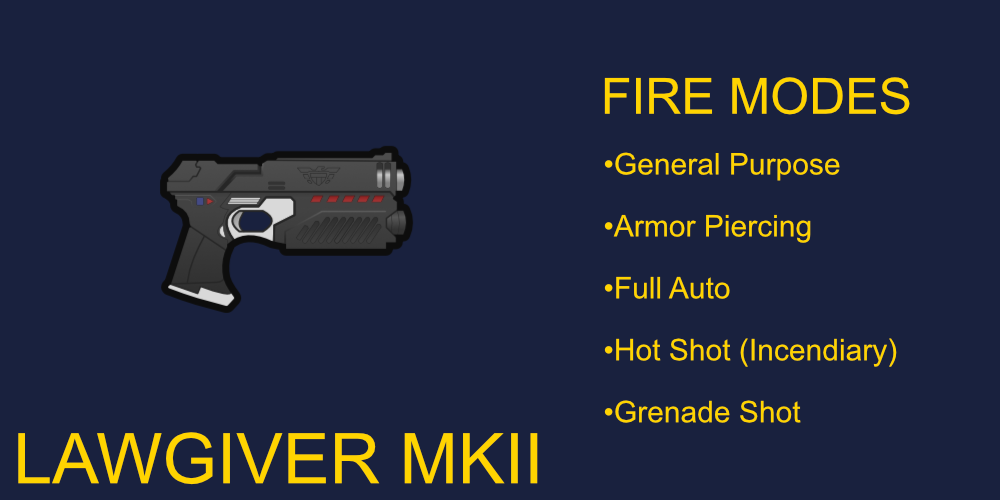 FIRE MODES
•General Purpose
•Armor Piercing
•Full Auto
•Hot Shot (Incendiary)
•Grenade Shot
LAWGIVER MKII